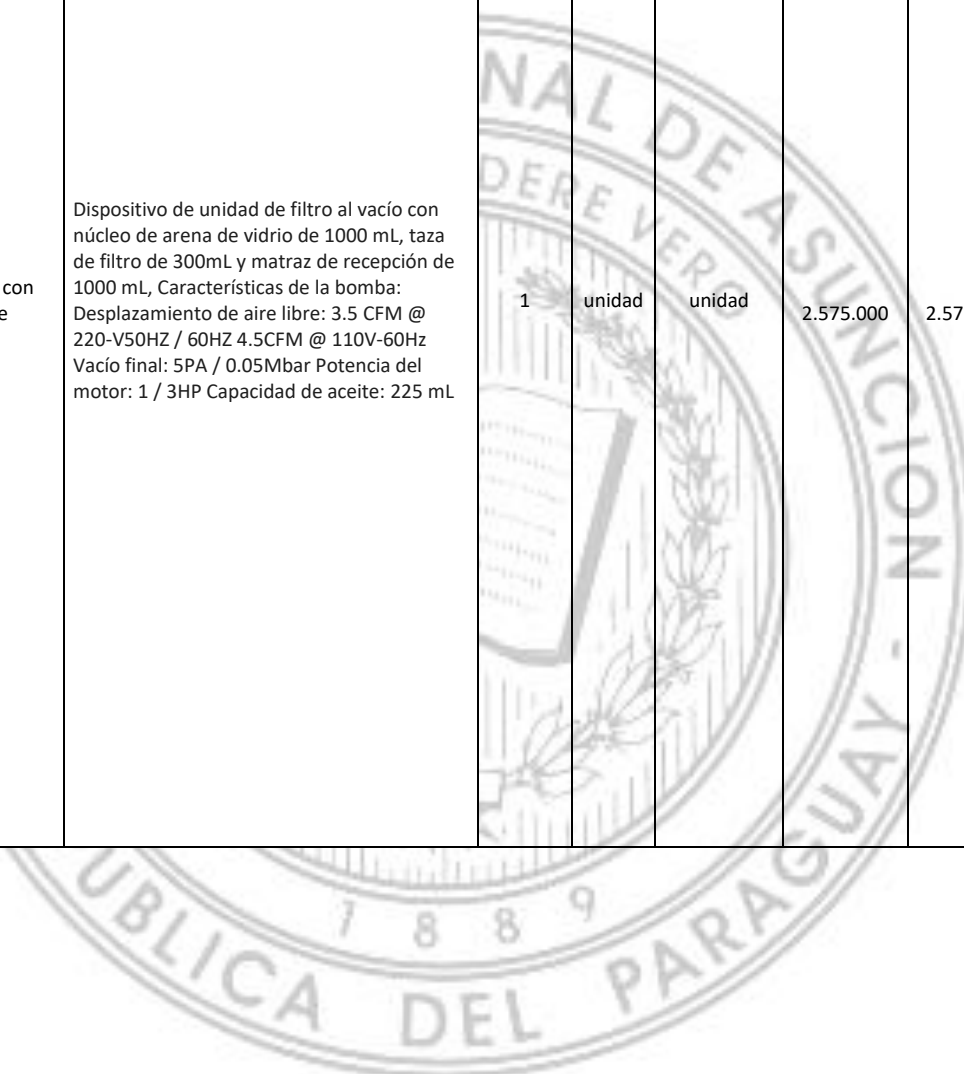 NAL DE ASUNCION - 
DERE VERO
Dispositivo de unidad de filtro al vacío con
núcleo de arena de vidrio de 1000 mL, taza
de filtro de 300mL y matraz de recepción de
con
1000 mL, Características de la bomba:
1
unidad
unidad
e
Desplazamiento de aire libre: 3.5 CFM @
2.575.000
2.57
220-V50HZ / 60HZ 4.5CFM @ 110V-60Hz
Vacío final: 5PA / 0.05Mbar Potencia del
motor: 1 / 3HP Capacidad de aceite: 225 mL
1889
UBLICA DEL PARAGUAY